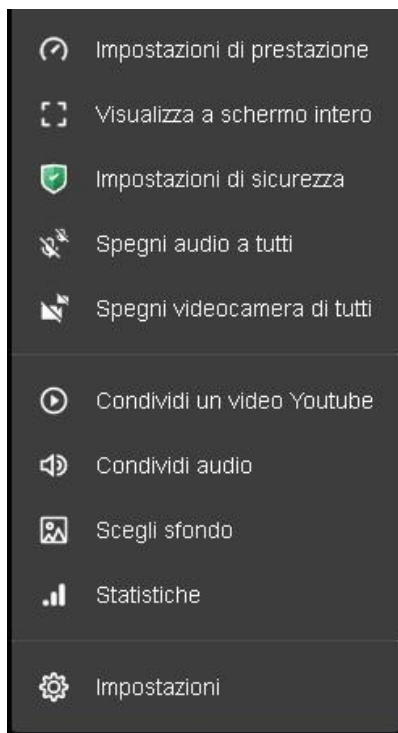 Impostazioni di prestazione
Visualizza a schermo intero
Impostazioni di sicurezza
Spegni audio a tutti
Spegni videocamera di tutti
Condividi un video Youtube
Condividi audio
Scegli sfondo
Statistiche
Impostazioni